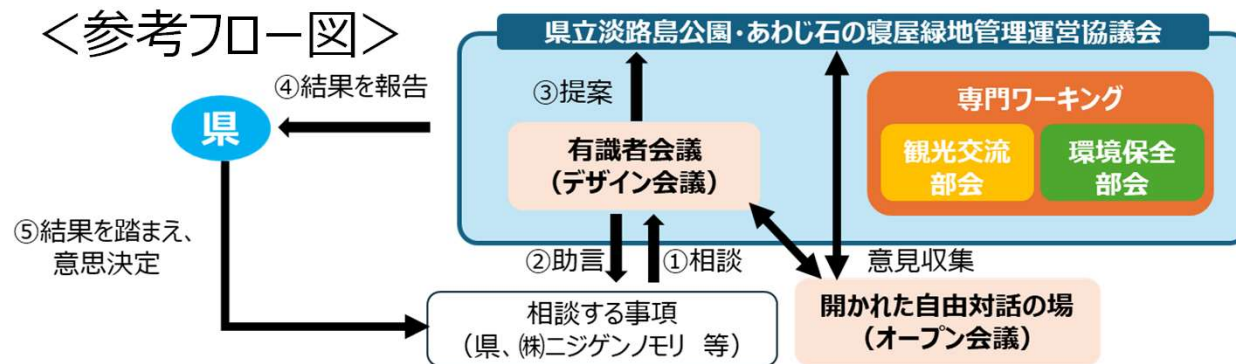 ＜参考フロー図＞
県立淡路島公園・あわじ石の寝屋緑地管理運営協議会
④結果を報告
③提案
専門ワーキング
県
有識者会議
（デザイン会議）
観光交流
部会
環境保全
部会
⑤結果を踏まえ、
意思決定
②助言
①相談
意見収集
相談する事項
（県、㈱ニジゲンノモリ 等）
開かれた自由対話の場
（オープン会議）